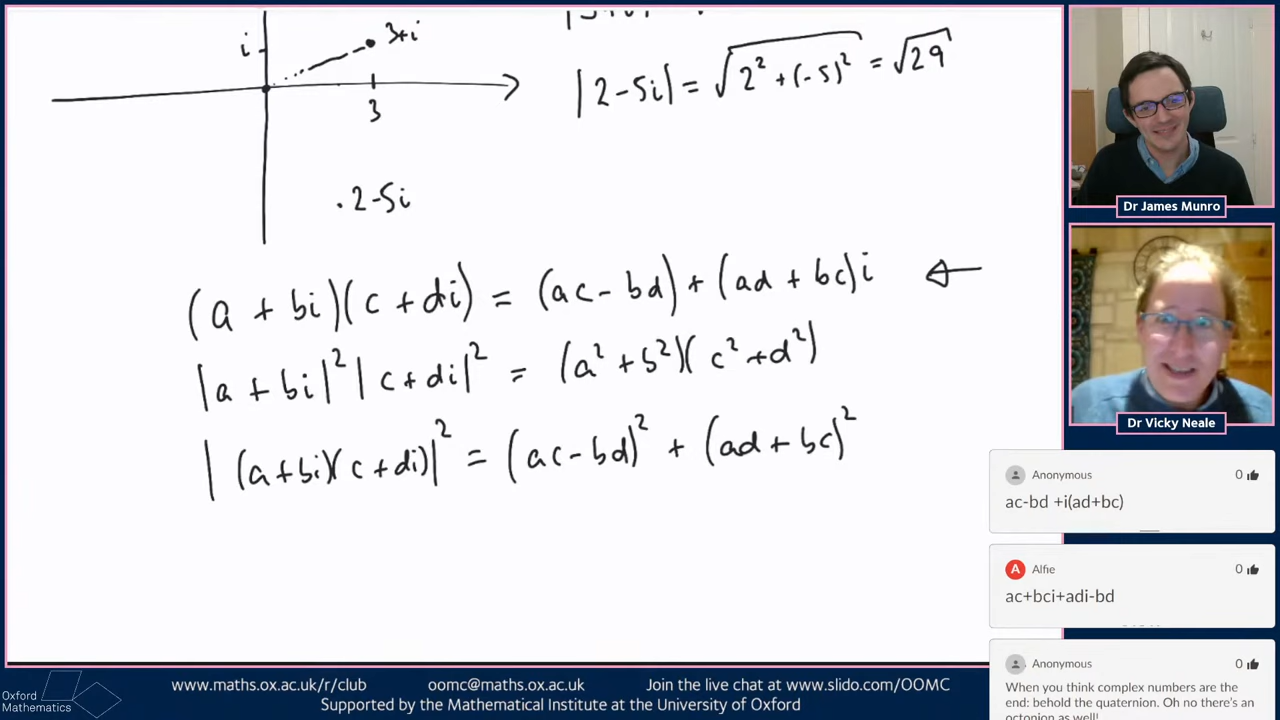 i
3+i
3
|2-5i| = √2² + (-5)² = √29
.2-5i
(a + bi)(c + di) = (ac - bd) + (ad + bc)i ←
|a + bi|² |c + di|² = (a² + b²)(c² + d²)
|(a+bi)(c+di)|² = (ac - bd)² + (ad + bc)²
Dr James Munro
Dr Vicky Neale
Anonymous
0
ac-bd +i(ad+bc)
A Alfie
0
ac+bci+adi-bd
Anonymous
0
When you think complex numbers are the
end: behold the quaternion. Oh no there's an
octonion as well!
Oxford
Mathematics
www.maths.ox.ac.uk/r/club oomc@maths.ox.ac.uk Join the live chat at www.slido.com/OOMC
Supported by the Mathematical Institute at the University of Oxford